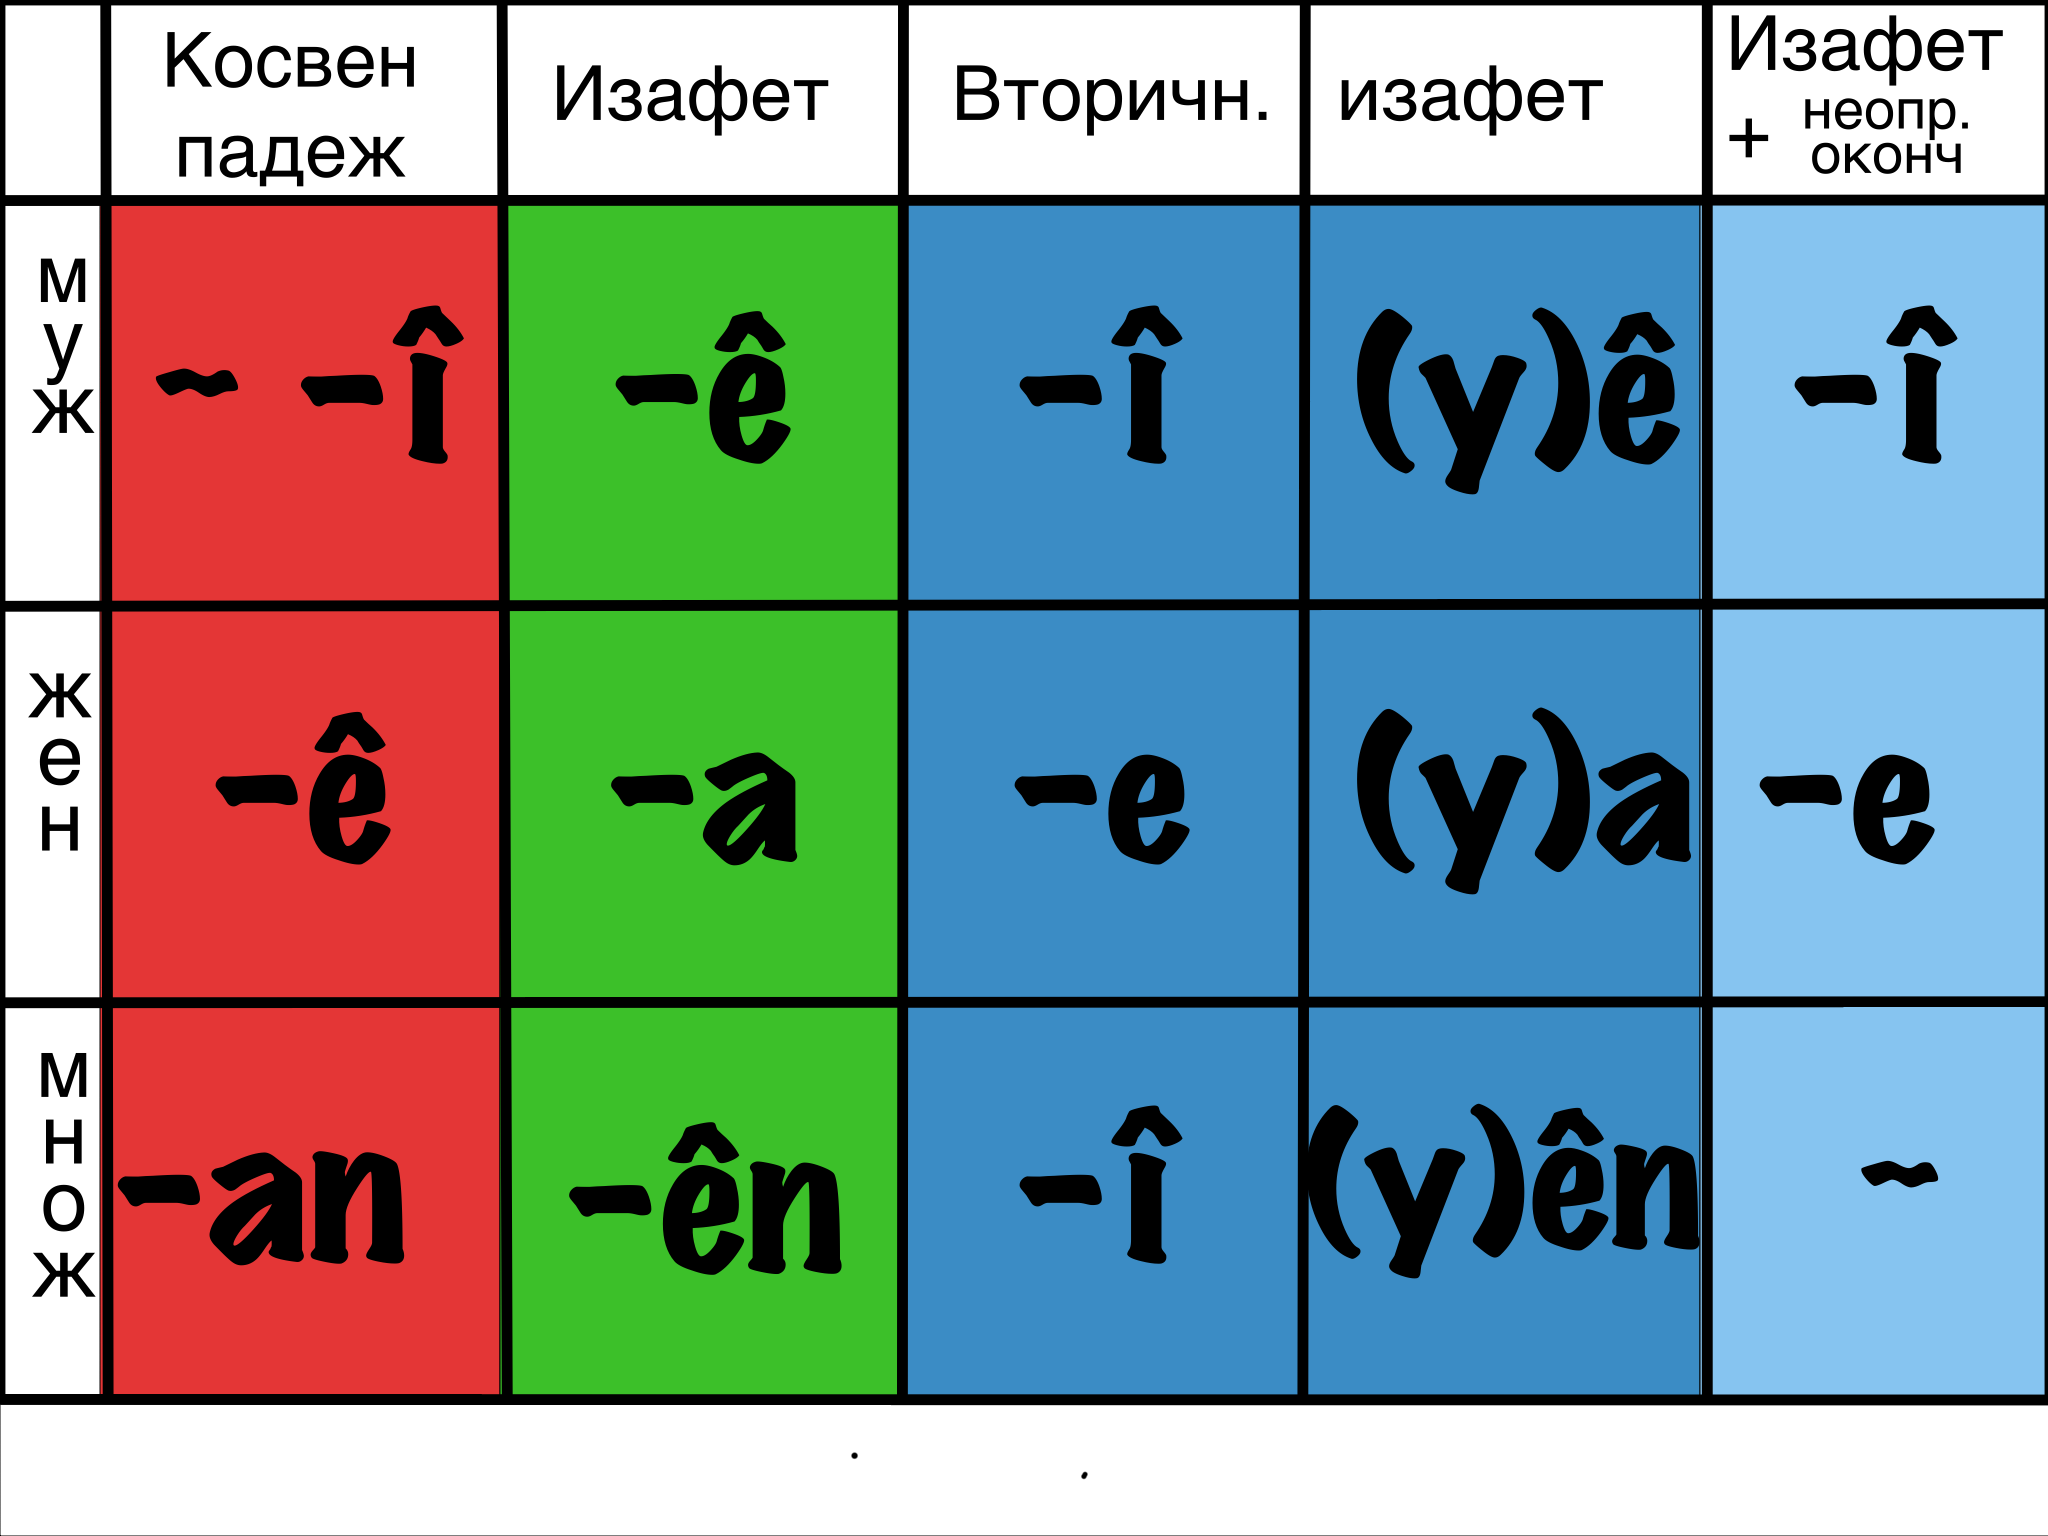 Косвен падеж
Изафет
Вторичн.
изафет
Изафет + неопр. оконч
муж
~ -î
-ê
-î
(y)ê
-î
жен
-ê
-a
-e
(y)a
-e
множ
-an
-ên
-î
(y)ên
~